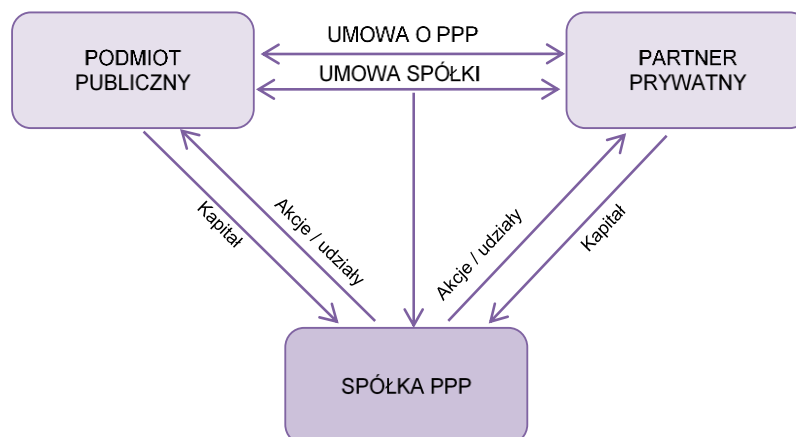 PODMIOT
PUBLICZNY
UMOWA O PPP
UMOWA SPÓŁKI
PARTNER
PRYWATNY
Kapitał
Akcje / udziały
Akcje / udziały
Kapitał
SPÓŁKA PPP